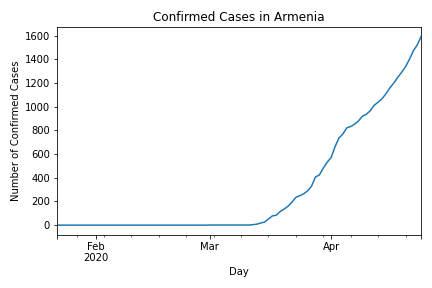 Confirmed Cases in Armenia
Number of Confirmed Cases
1600
1400
1200
1000
800
600
400
200
0
Feb
2020
Mar
Apr
Day